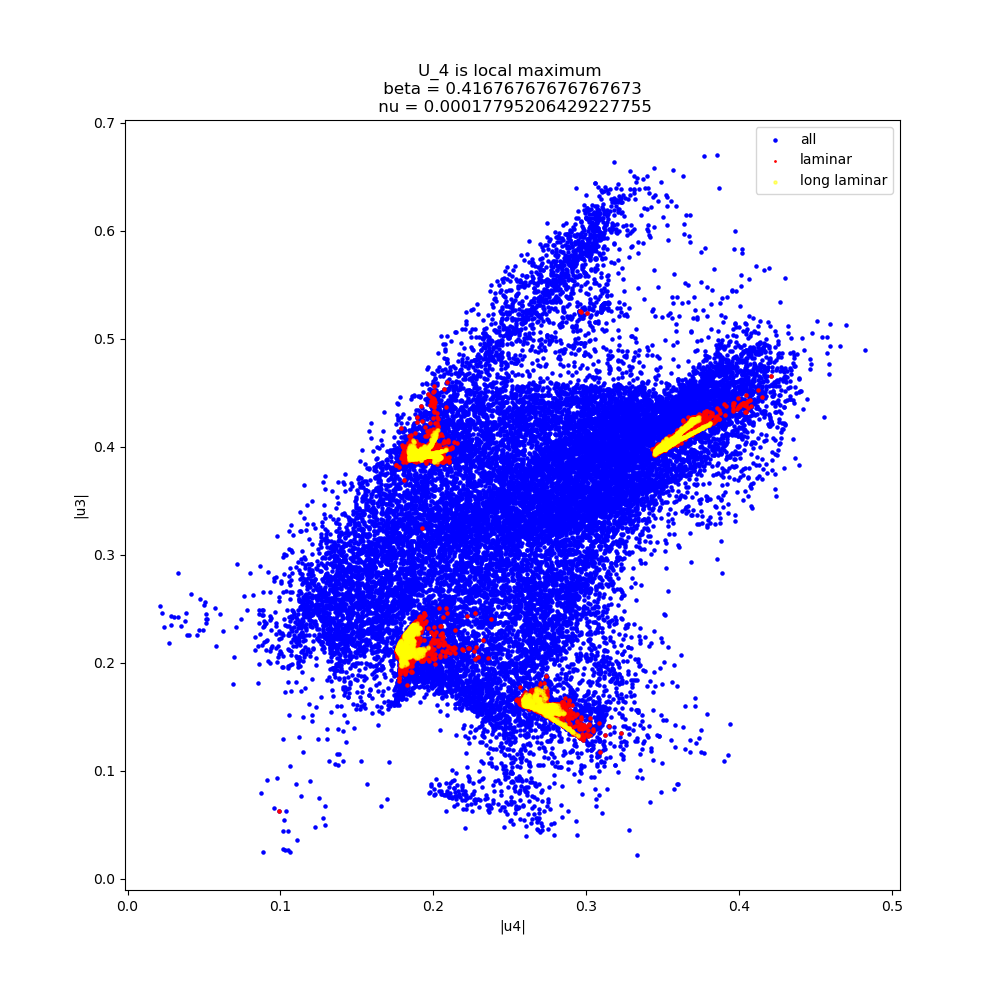 U_4 is local maximum
beta = 0.41676767676767673
nu = 0.00017795206429227755
all
laminar
long laminar
0.7
0.6
0.5
0.4
0.3
0.2
0.1
0.0
|u3|
0.0 0.1 0.2 0.3 0.4 0.5
|u4|